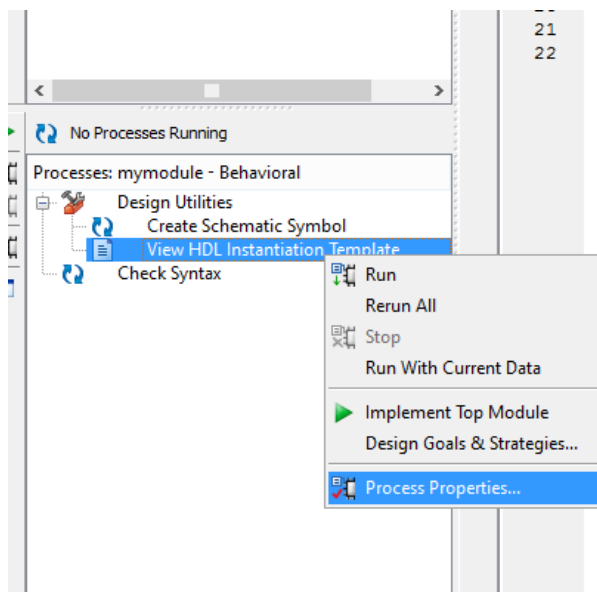 21
22
No Processes Running
Processes: mymodule - Behavioral
Design Utilities
Create Schematic Symbol
View HDL Instantiation Template
Check Syntax
Run
Rerun All
Stop
Run With Current Data
Implement Top Module
Design Goals & Strategies...
Process Properties...